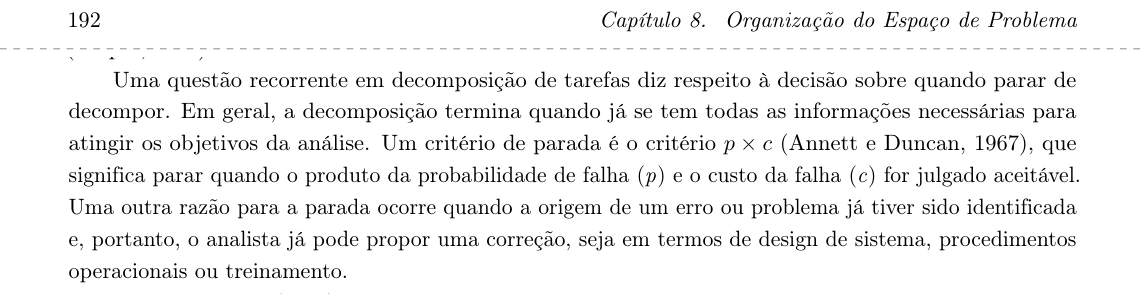 192 Capítulo 8. Organização do Espaço de Problema
Uma questão recorrente em decomposição de tarefas diz respeito à decisão sobre quando parar de
decompor. Em geral, a decomposição termina quando já se tem todas as informações necessárias para
atingir os objetivos da análise. Um critério de parada é o critério p × c (Annett e Duncan, 1967), que
significa parar quando o produto da probabilidade de falha (p) e o custo da falha (c) for julgado aceitável.
Uma outra razão para a parada ocorre quando a origem de um erro ou problema já tiver sido identificada
e, portanto, o analista já pode propor uma correção, seja em termos de design de sistema, procedimentos
operacionais ou treinamento.